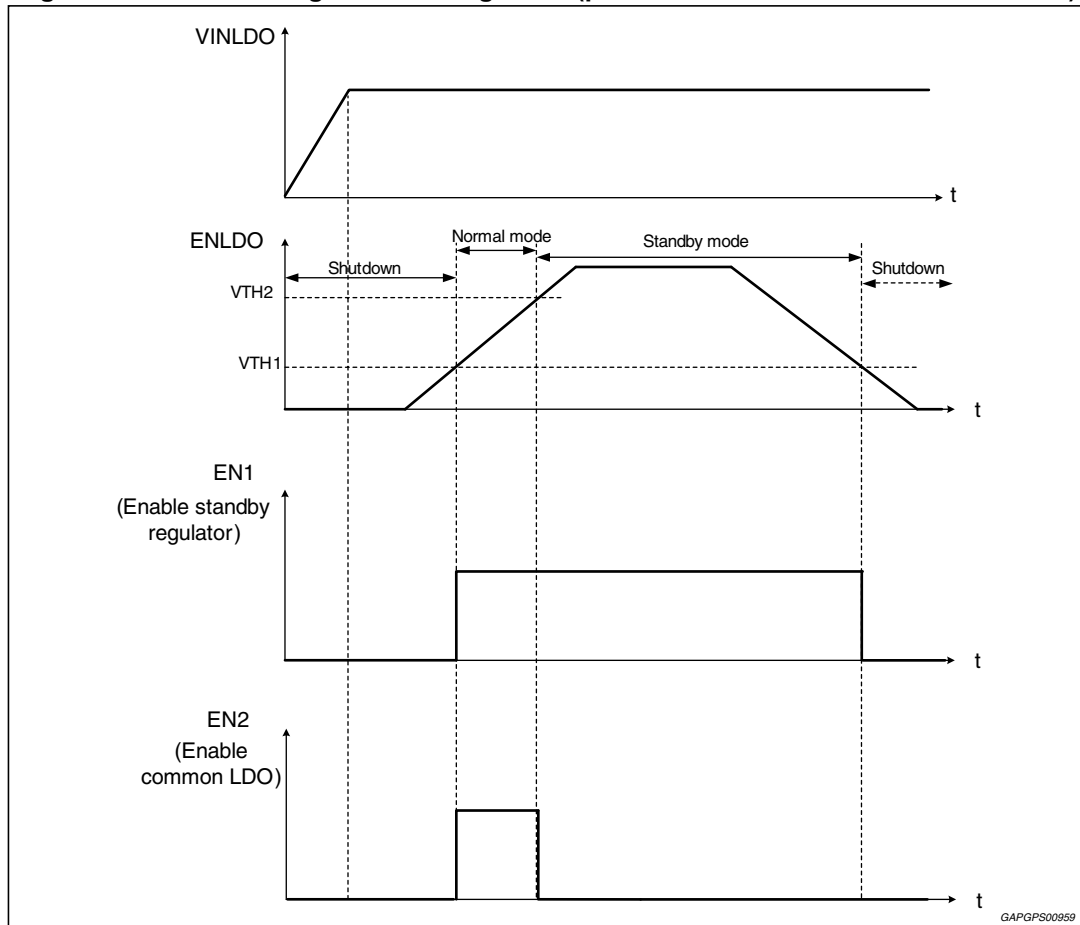 VINLDO
t
ENLDO
Normal mode
Standby mode
Shutdown
Shutdown
VTH2
VTH1
t
EN1
(Enable standby
regulator)
t
EN2
(Enable
common LDO)
t
GAPGPS00959